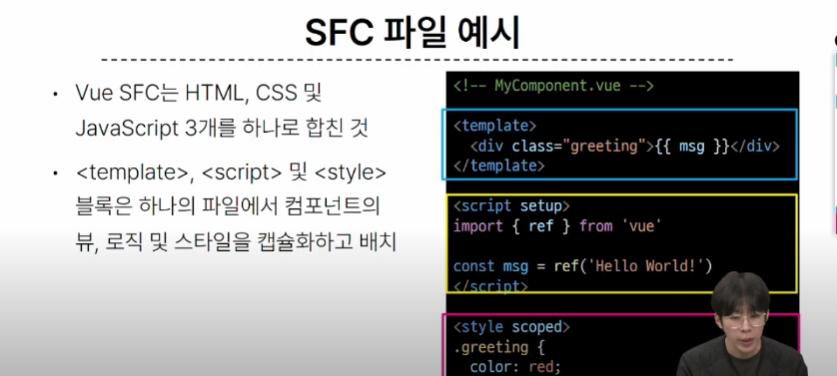 SFC 파일 예시
• Vue SFC는 HTML, CSS 및
JavaScript 3개를 하나로 합친 것
• <template>, <script> 및 <style>
블록은 하나의 파일에서 컴포넌트의
뷰, 로직 및 스타일을 캡슐화하고 배치
<!-- MyComponent.vue -->
<template>
<div class="greeting">{{ msg }}</div>
</template>
<script setup>
import { ref } from 'vue'
const msg = ref('Hello World!')
</script>
<style scoped>
.greeting {
color: red;